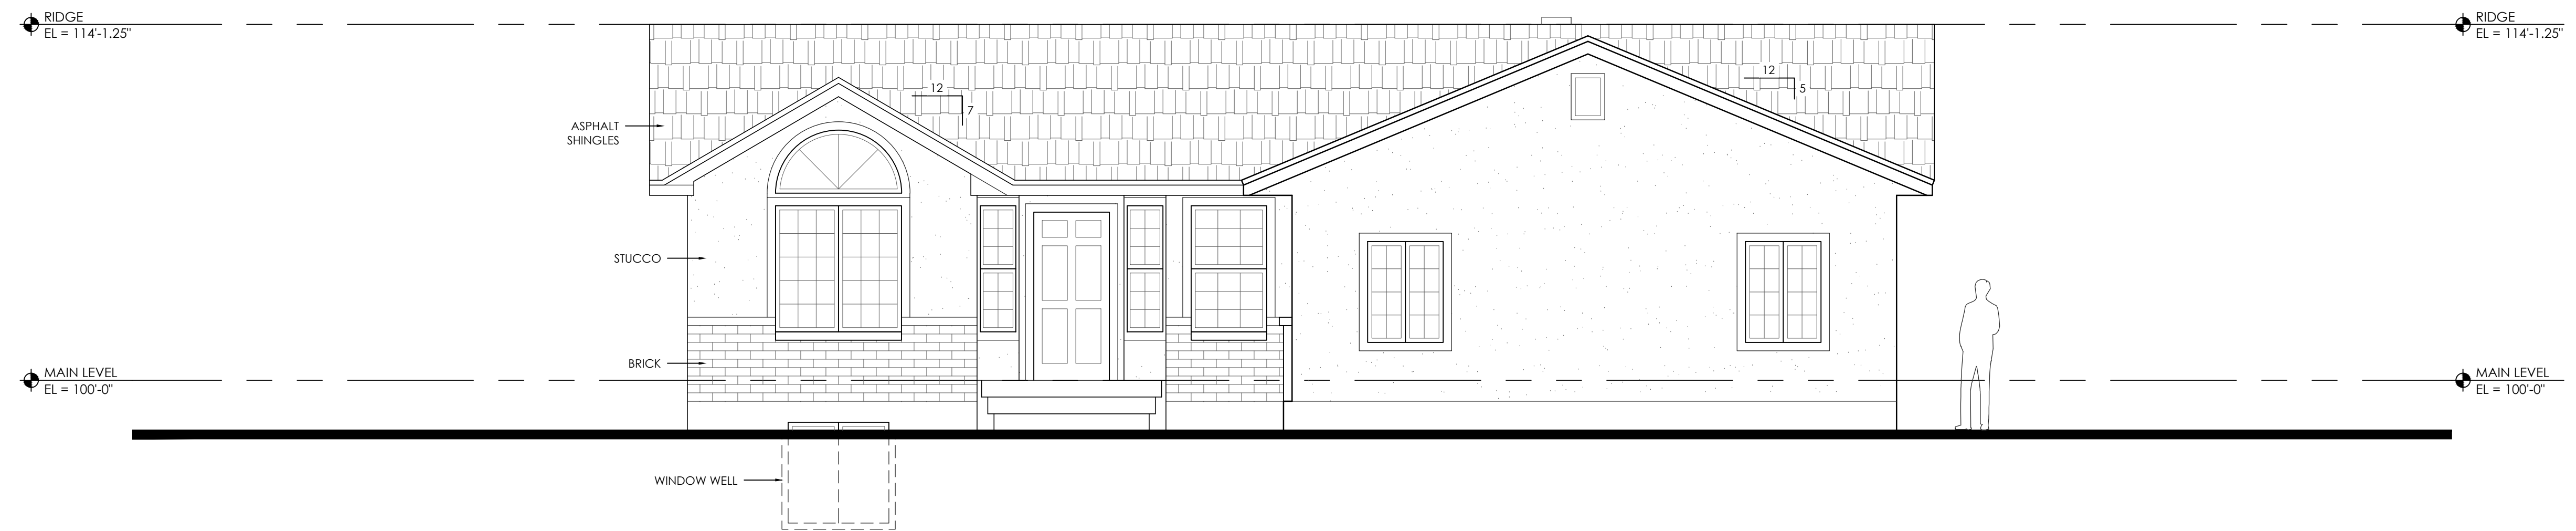 RIDGE
EL = 114'-1.25"
RIDGE
EL = 114'-1.25"
12
5
12
7
ASPHALT
SHINGLES
STUCCO
BRICK
MAIN LEVEL
EL = 100'-0"
MAIN LEVEL
EL = 100'-0"
WINDOW WELL